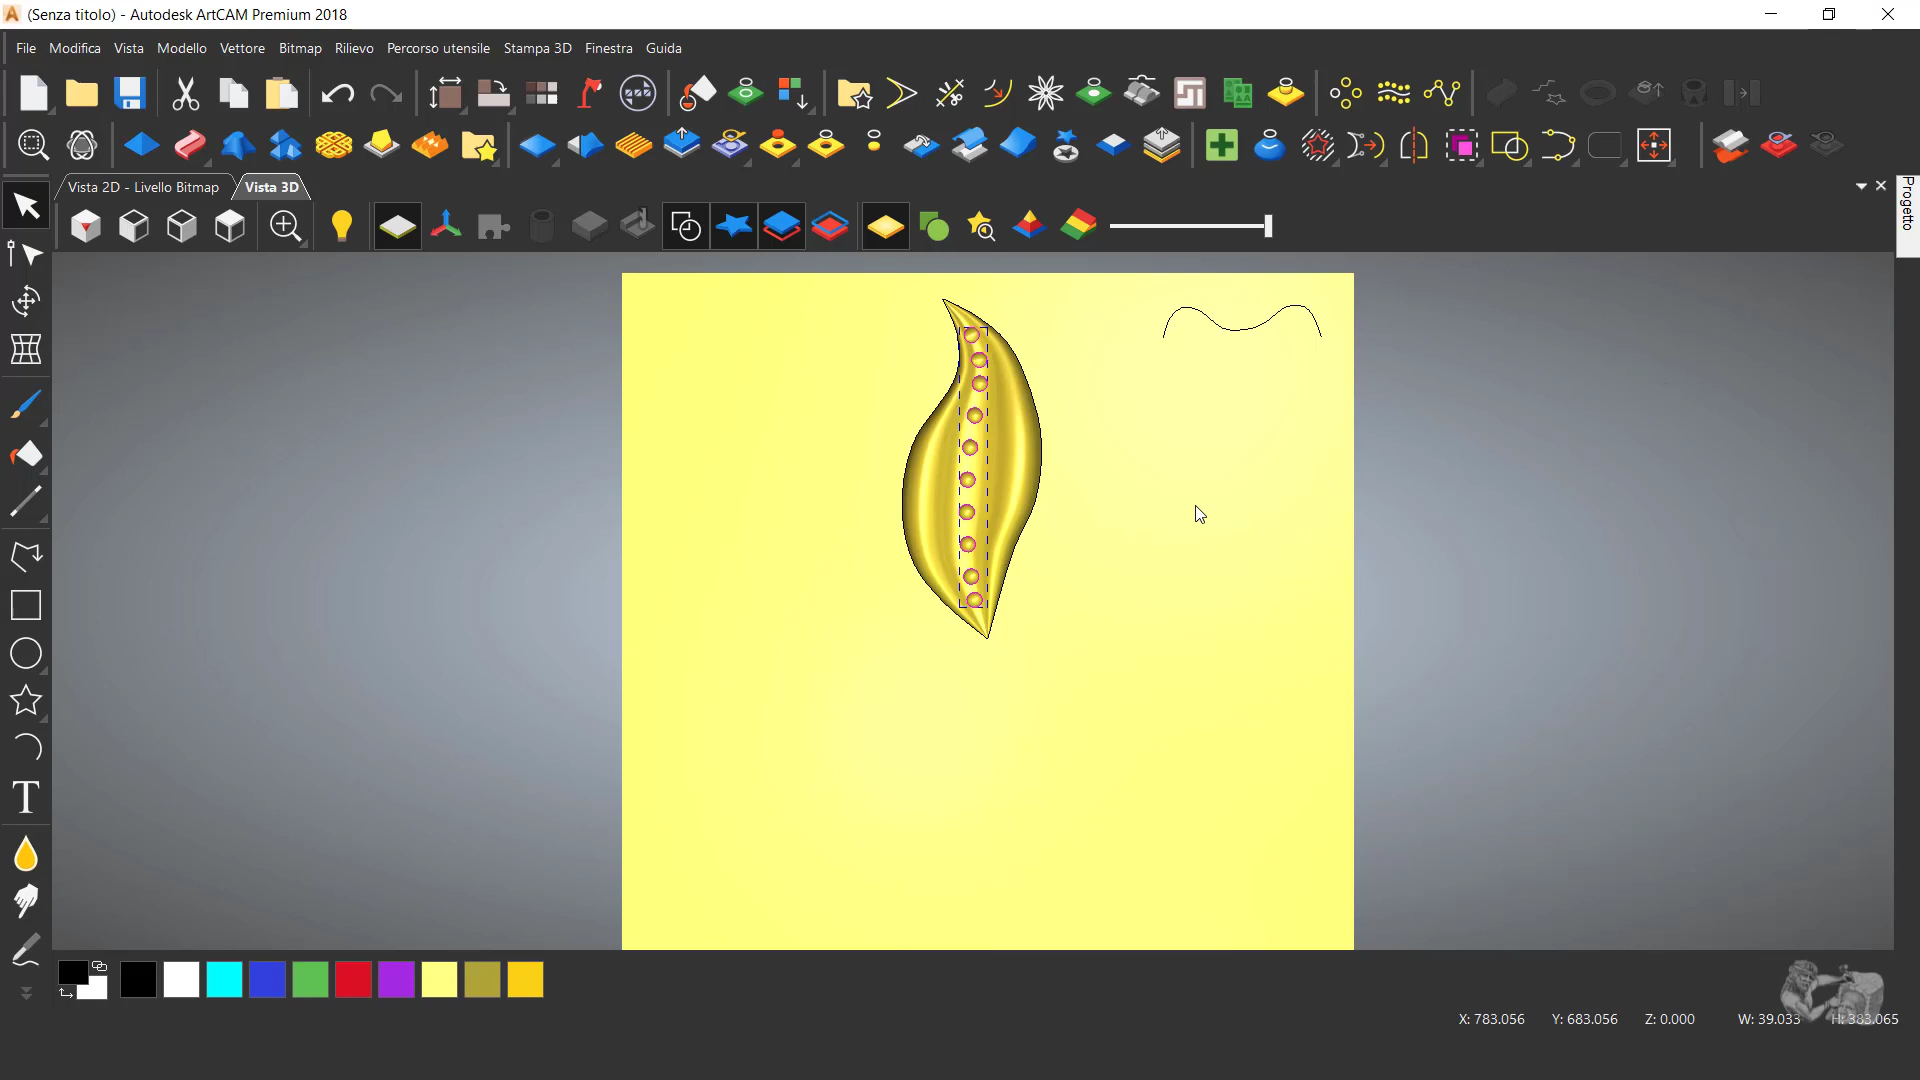 (Senza titolo) - Autodesk ArtCAM Premium 2018
File Modifica Vista Modello Vettore Bitmap Rilievo Percorso utensile Stampa 3D Finestra Guida
Vista 2D - Livello Bitmap Vista 3D
Progetto
X: 783.056 Y: 683.056 Z: 0.000 W: 39.033 H: 383.065